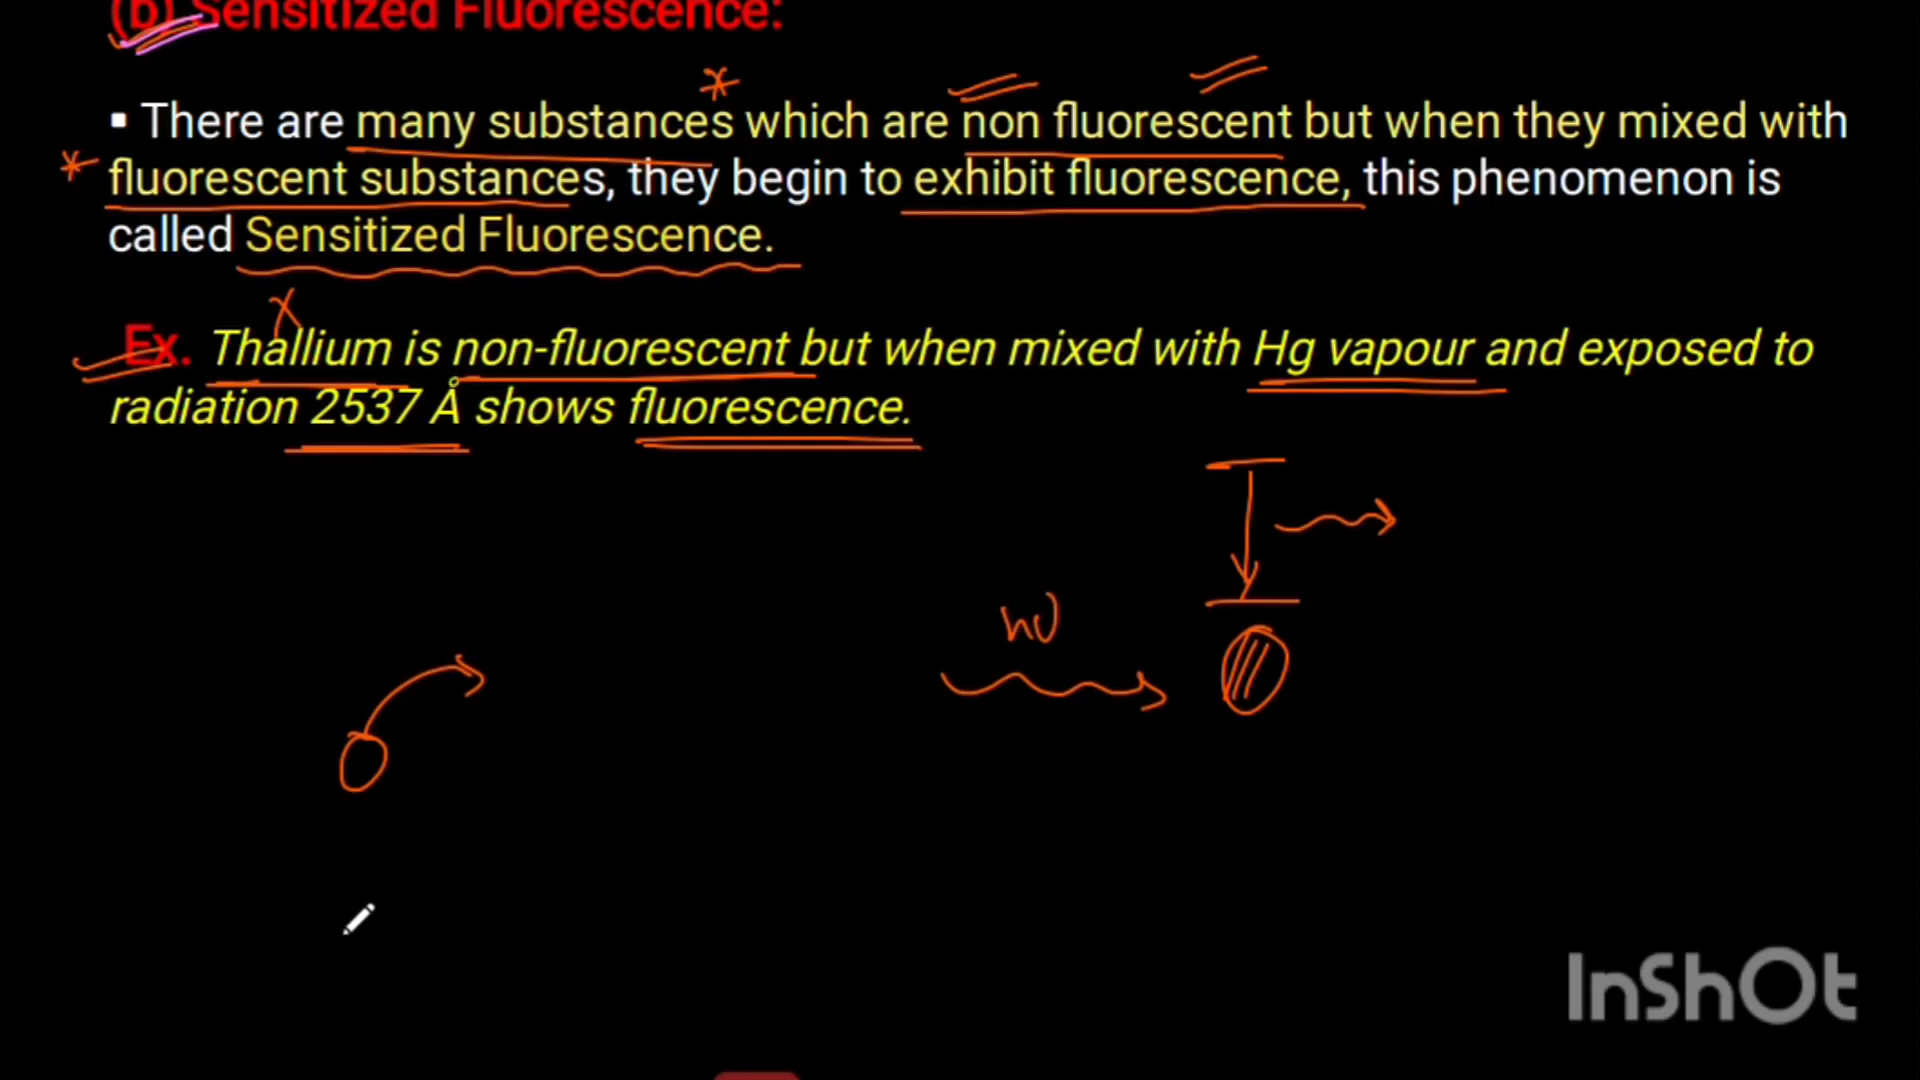 (b) Sensitized Fluorescence:
▪ There are many substances which are non fluorescent but when they mixed with
fluorescent substances, they begin to exhibit fluorescence, this phenomenon is
called Sensitized Fluorescence.
Ex. Thallium is non-fluorescent but when mixed with Hg vapour and exposed to
radiation 2537 Å shows fluorescence.
hν
InShOt